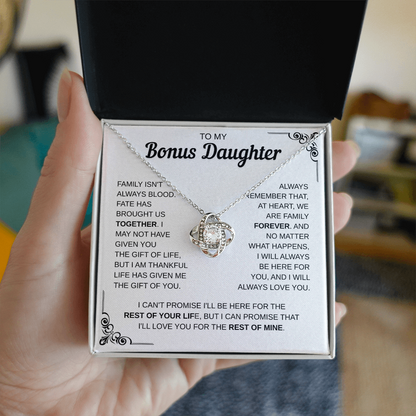 TO MY
Bonus Daughter
FAMILY ISN'T
ALWAYS BLOOD.
FATE HAS
BROUGHT US
TOGETHER. I
MAY NOT HAVE
GIVEN YOU
THE GIFT OF LIFE,
BUT I AM THANKFUL
LIFE HAS GIVEN ME
THE GIFT OF YOU.
ALWAYS
REMEMBER THAT,
AT HEART, WE
ARE FAMILY
FOREVER. AND
NO MATTER
WHAT HAPPENS,
I WILL ALWAYS
BE HERE FOR
YOU, AND I WILL
ALWAYS LOVE YOU.
I CAN'T PROMISE I'LL BE HERE FOR THE
REST OF YOUR LIFE, BUT I CAN PROMISE THAT
I'LL LOVE YOU FOR THE REST OF MINE.